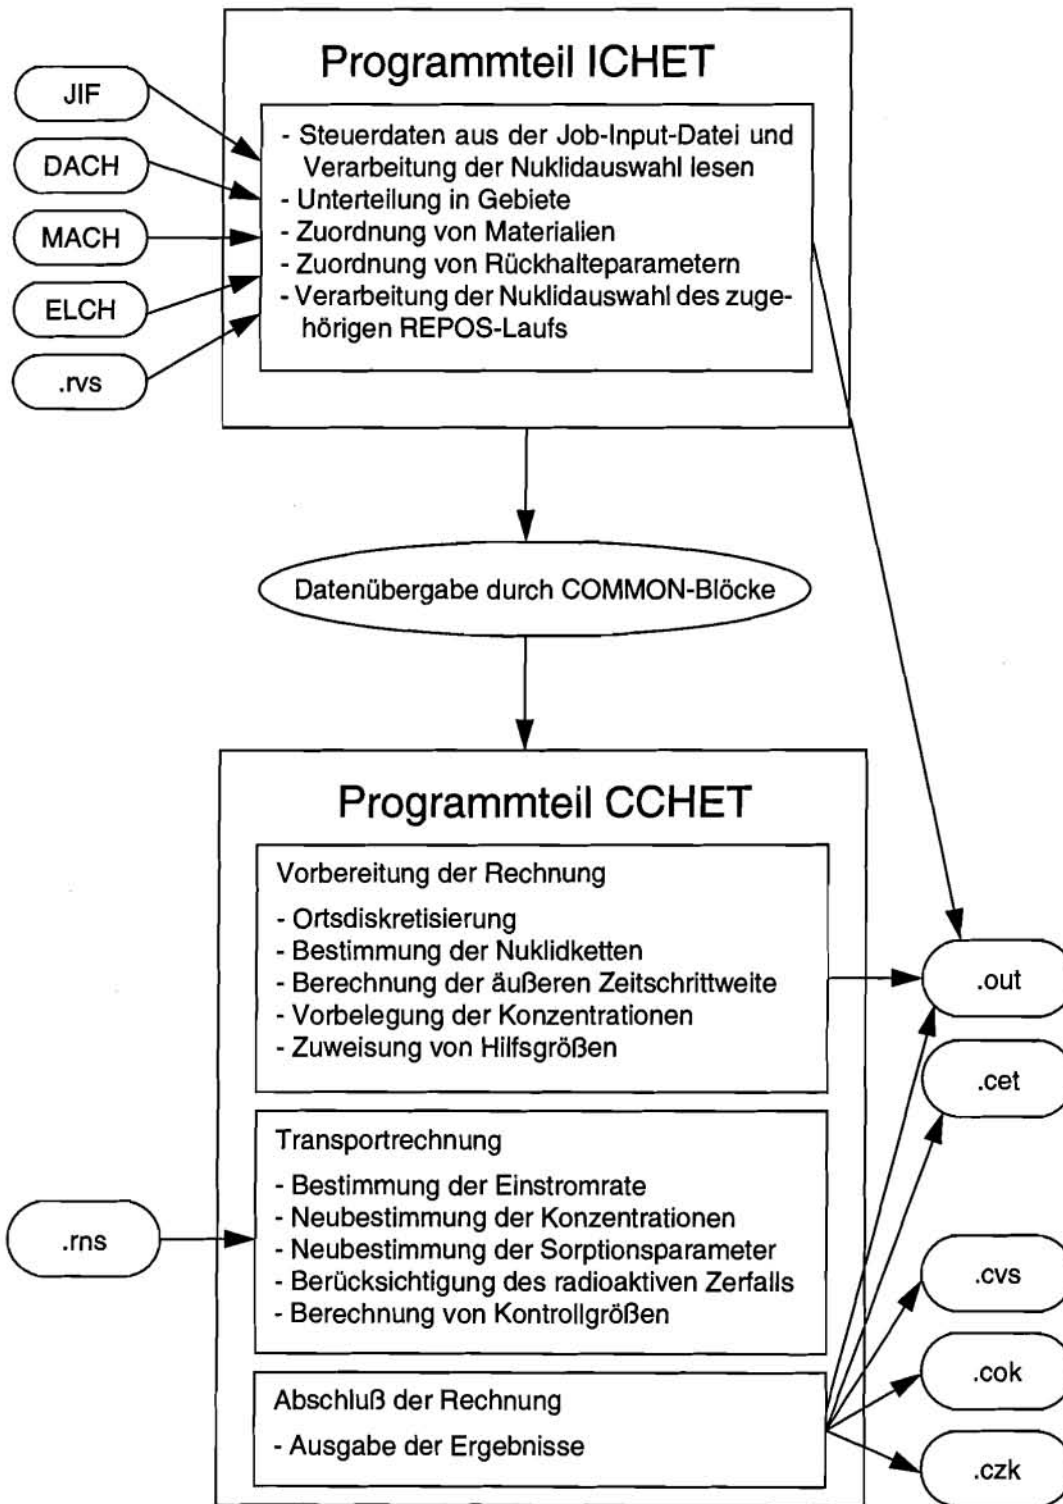 Programmteil ICHET
JIF
DACH
MACH
ELCH
.rvs
- Steuerdaten aus der Job-Input-Datei und
Verarbeitung der Nuklidauswahl lesen
- Unterteilung in Gebiete
- Zuordnung von Materialien
- Zuordnung von Rückhalteparametern
- Verarbeitung der Nuklidauswahl des zuge-
hörigen REPOS-Laufs
Datenübergabe durch COMMON-Blöcke
Programmteil CCHET
Vorbereitung der Rechnung
- Ortsdiskretisierung
- Bestimmung der Nuklidketten
- Berechnung der äußeren Zeitschrittweite
- Vorbelegung der Konzentrationen
- Zuweisung von Hilfsgrößen
Transportrechnung
- Bestimmung der Einstromrate
- Neubestimmung der Konzentrationen
- Neubestimmung der Sorptionsparameter
- Berücksichtigung des radioaktiven Zerfalls
- Berechnung von Kontrollgrößen
.rns
Abschluß der Rechnung
- Ausgabe der Ergebnisse
.out
.cet
.cvs
.cok
.czk